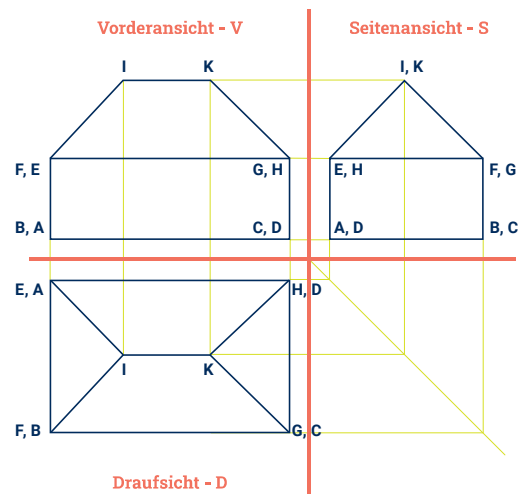 Vorderansicht - V
Seitenansicht - S
I
K
I, K
F, E
G, H
E, H
F, G
B, A
C, D
A, D
B, C
E, A
H, D
I
K
F, B
G, C
Draufsicht - D